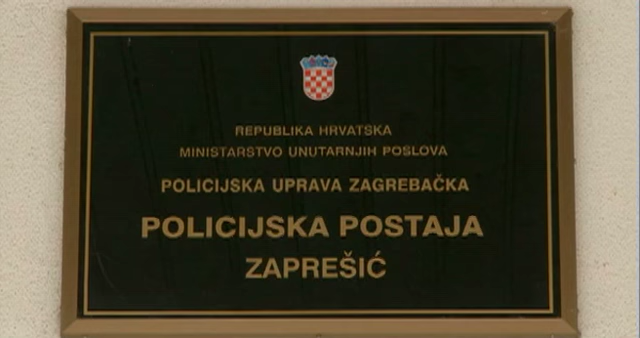 REPUBLIKA HRVATSKA
MINISTARSTVO UNUTARNJIH POSLOVA
POLICIJSKA UPRAVA ZAGREBAČKA
POLICIJSKA POSTAJA
ZAPREŠIĆ